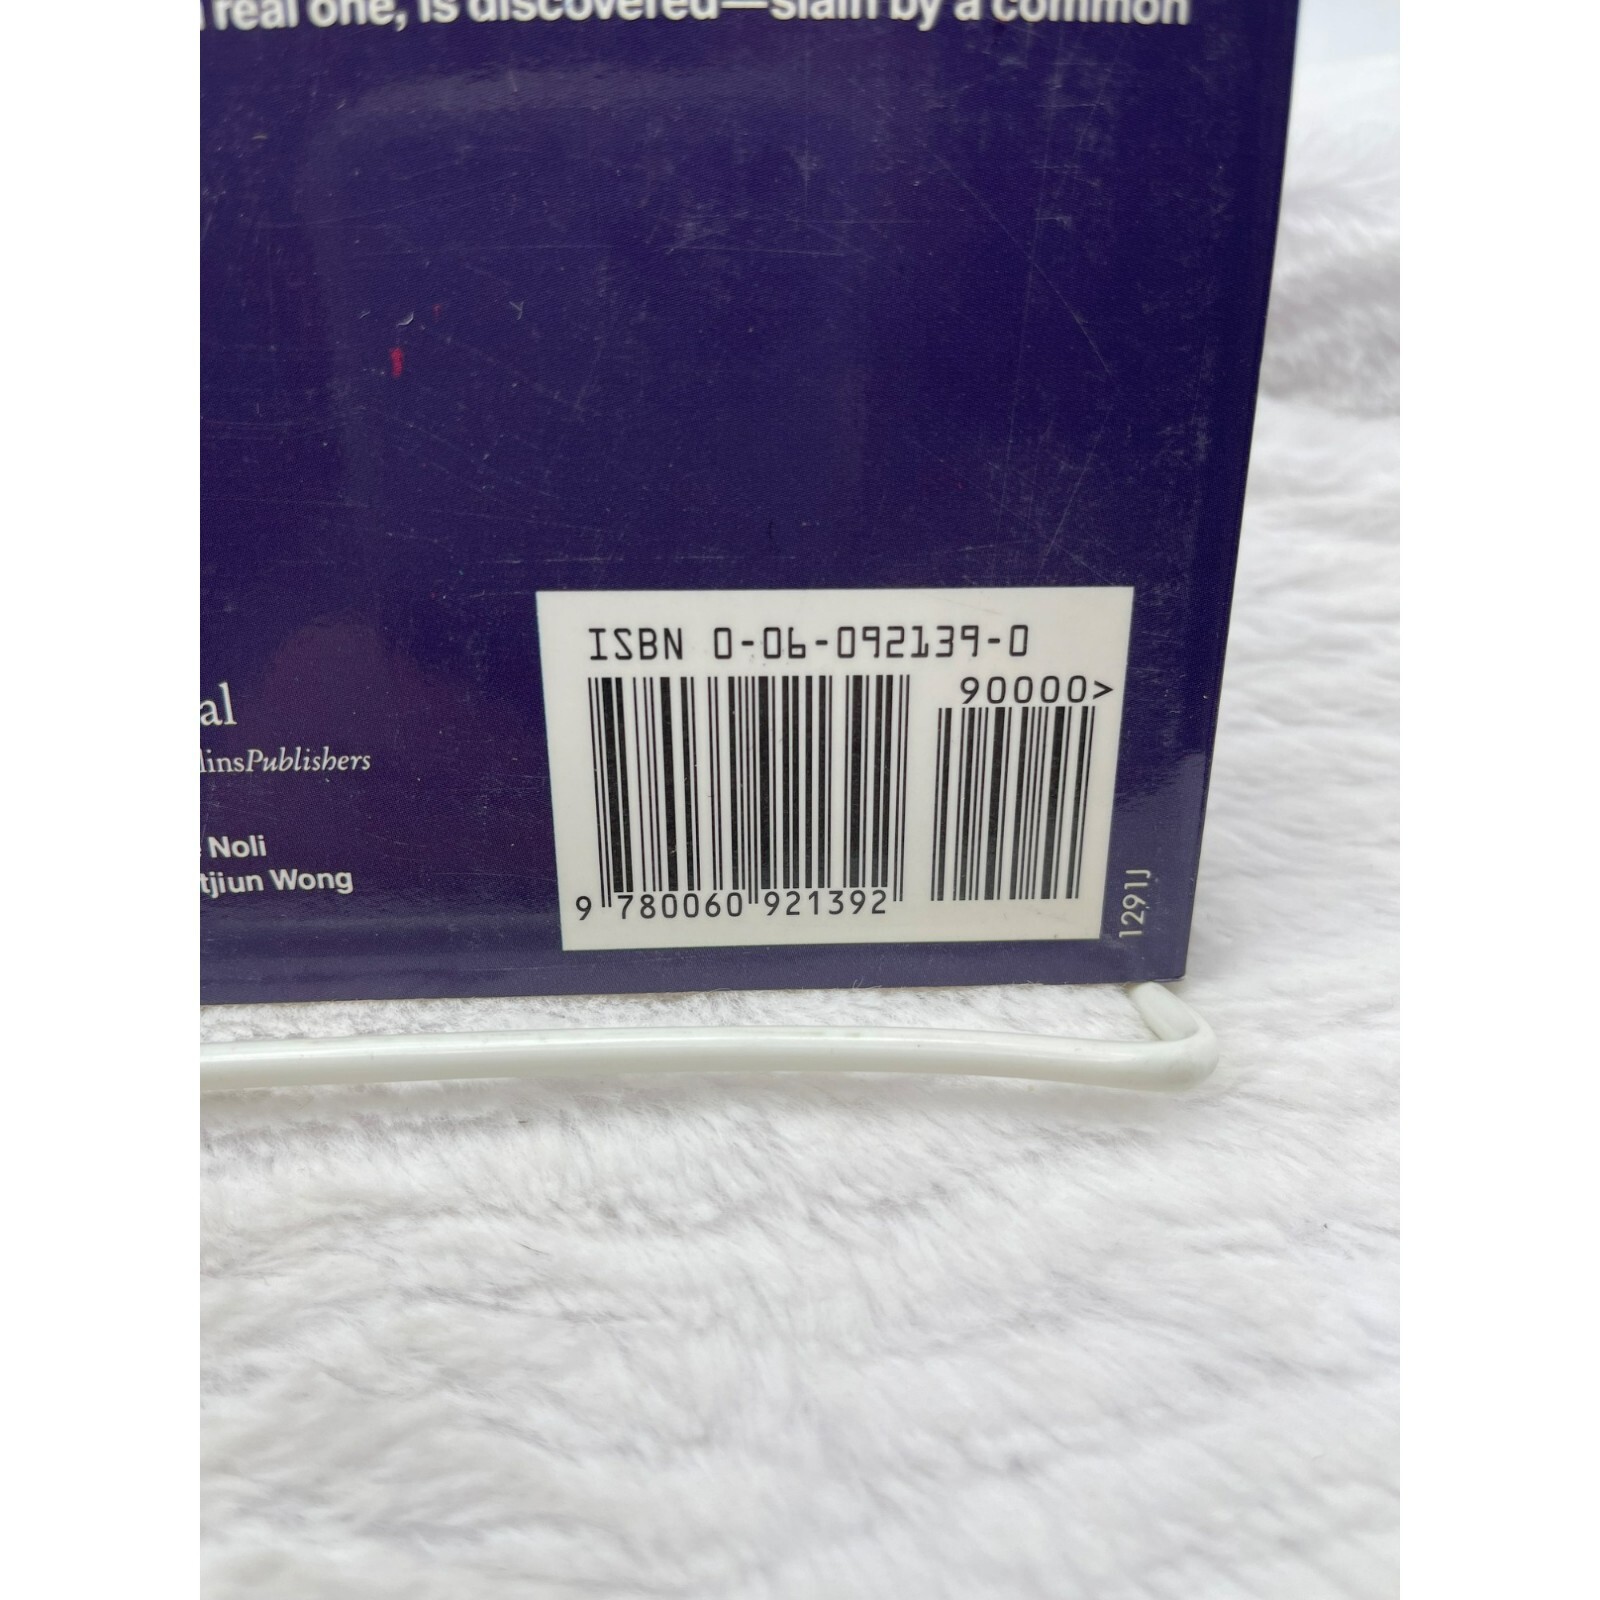 real one, is discovered—slain by a common
ISBN 0-06-092139-0
90000>
al
linsPublishers
Noli
tjiun Wong
9 780060 921392
1291J